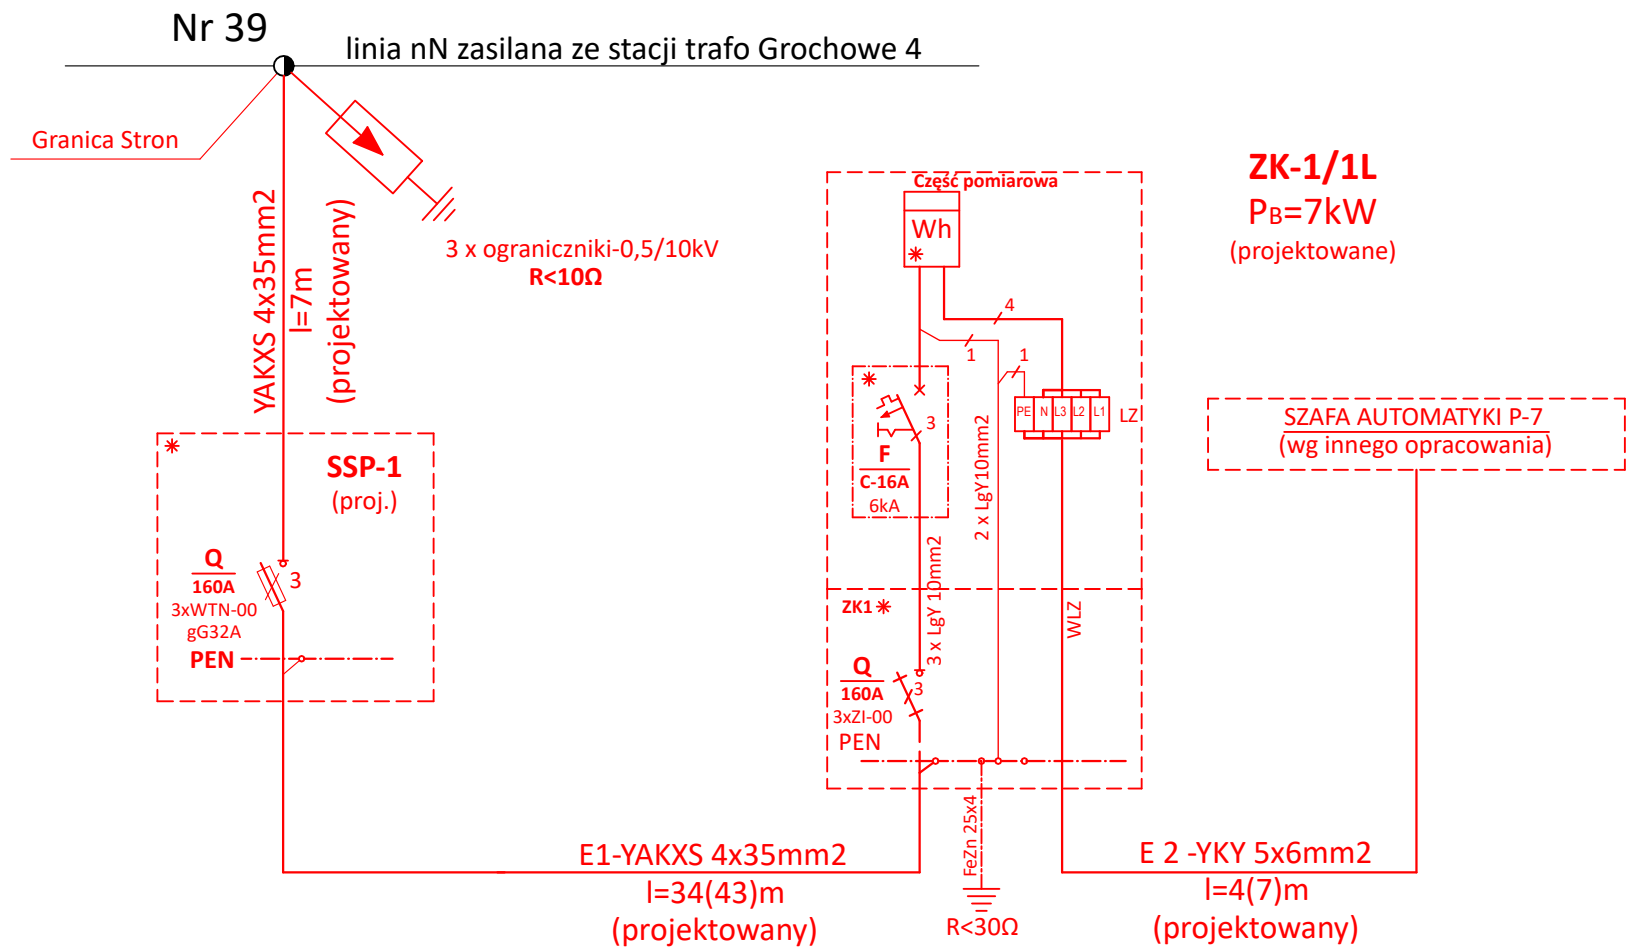 Nr 39
linia nN zasilana ze stacji trafo Grochowe 4
Granica Stron
YAKXS 4x35mm2
l=7m
(projektowany)
3 x ograniczniki-0,5/10kV
R<10Ω
SSP-1
(proj.)
Q
160A
3xWTN-00
gG32A
3
PEN
ZK-1/1L
PB=7kW
(projektowane)
Część pomiarowa
Wh
4
1
1
3
F
C-16A
6kA
PE N L3 L2 L1
LZ
2 x LgY10mm2
3 x LgY 10mm2
ZK1
WLZ
Q
160A
3xZI-00
3
PEN
SZAFA AUTOMATYKI P-7
(wg innego opracowania)
E1-YAKXS 4x35mm2
l=34(43)m
(projektowany)
FeZn 25x4
R<30Ω
E 2 -YKY 5x6mm2
l=4(7)m
(projektowany)